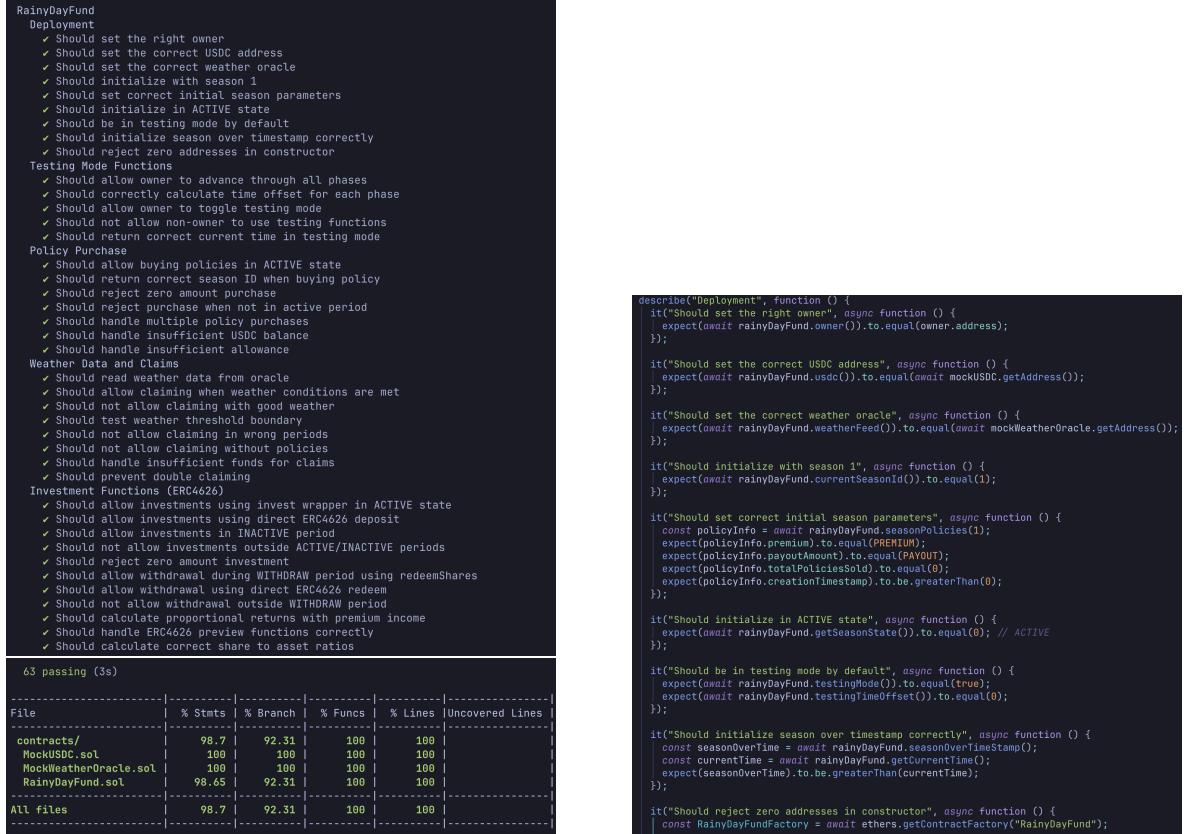 RainyDayFund
Deployment
✔ Should set the right owner
✔ Should set the correct USDC address
✔ Should set the correct weather oracle
✔ Should initialize with season 1
✔ Should set correct initial season parameters
✔ Should initialize in ACTIVE state
✔ Should be in testing mode by default
✔ Should initialize season over timestamp correctly
✔ Should reject zero addresses in constructor
Testing Mode Functions
✔ Should allow owner to advance through all phases
✔ Should correctly calculate time offset for each phase
✔ Should allow owner to toggle testing mode
✔ Should not allow non-owner to use testing functions
✔ Should return correct current time in testing mode
Policy Purchase
✔ Should allow buying policies in ACTIVE state
✔ Should return correct season ID when buying policy
✔ Should reject zero amount purchase
✔ Should reject purchase when not in active period
✔ Should handle multiple policy purchases
✔ Should handle insufficient USDC balance
✔ Should handle insufficient allowance
Weather Data and Claims
✔ Should read weather data from oracle
✔ Should allow claiming when weather conditions are met
✔ Should not allow claiming with good weather
✔ Should test weather threshold boundary
✔ Should not allow claiming in wrong periods
✔ Should not allow claiming without policies
✔ Should handle insufficient funds for claims
✔ Should prevent double claiming
Investment Functions (ERC4626)
✔ Should allow investments using invest wrapper in ACTIVE state
✔ Should allow investments using direct ERC4626 deposit
✔ Should allow investments in INACTIVE period
✔ Should not allow investments outside ACTIVE/INACTIVE periods
✔ Should reject zero amount investment
✔ Should allow withdrawal during WITHDRAW period using redeemShares
✔ Should allow withdrawal using direct ERC4626 redeem
✔ Should not allow withdrawal outside WITHDRAW period
✔ Should calculate proportional returns with premium income
✔ Should handle ERC4626 preview functions correctly
✔ Should calculate correct share to asset ratios
63 passing (3s)
-----------------------|----------|----------|----------|----------|----------------|
File | % Stmts | % Branch | % Funcs | % Lines |Uncovered Lines |
-----------------------|----------|----------|----------|----------|----------------|
contracts/ | 98.7 | 92.31 | 100 | 100 | |
MockUSDC.sol | 100 | 100 | 100 | 100 | |
MockWeatherOracle.sol | 100 | 100 | 100 | 100 | |
RainyDayFund.sol | 98.65 | 92.31 | 100 | 100 | |
-----------------------|----------|----------|----------|----------|----------------|
All files | 98.7 | 92.31 | 100 | 100 | |
-----------------------|----------|----------|----------|----------|----------------|
describe("Deployment", function () {
it("Should set the right owner", async function () {
expect(await rainyDayFund.owner()).to.equal(owner.address);
});
it("Should set the correct USDC address", async function () {
expect(await rainyDayFund.usdc()).to.equal(await mockUSDC.getAddress());
});
it("Should set the correct weather oracle", async function () {
expect(await rainyDayFund.weatherFeed()).to.equal(await mockWeatherOracle.getAddress());
});
it("Should initialize with season 1", async function () {
expect(await rainyDayFund.currentSeasonId()).to.equal(1);
});
it("Should set correct initial season parameters", async function () {
const policyInfo = await rainyDayFund.seasonPolicies(1);
expect(policyInfo.premium).to.equal(PREMIUM);
expect(policyInfo.payoutAmount).to.equal(PAYOUT);
expect(policyInfo.totalPoliciesSold).to.equal(0);
expect(policyInfo.creationTimestamp).to.be.greaterThan(0);
});
it("Should initialize in ACTIVE state", async function () {
expect(await rainyDayFund.getSeasonState()).to.equal(0); // ACTIVE
});
it("Should be in testing mode by default", async function () {
expect(await rainyDayFund.testingMode()).to.equal(true);
expect(await rainyDayFund.testingTimeOffset()).to.equal(0);
});
it("Should initialize season over timestamp correctly", async function () {
const seasonOverTime = await rainyDayFund.seasonOverTimeStamp();
const currentTime = await rainyDayFund.getCurrentTime();
expect(seasonOverTime).to.be.greaterThan(currentTime);
});
it("Should reject zero addresses in constructor", async function () {
const RainyDayFundFactory = await ethers.getContractFactory("RainyDayFund");